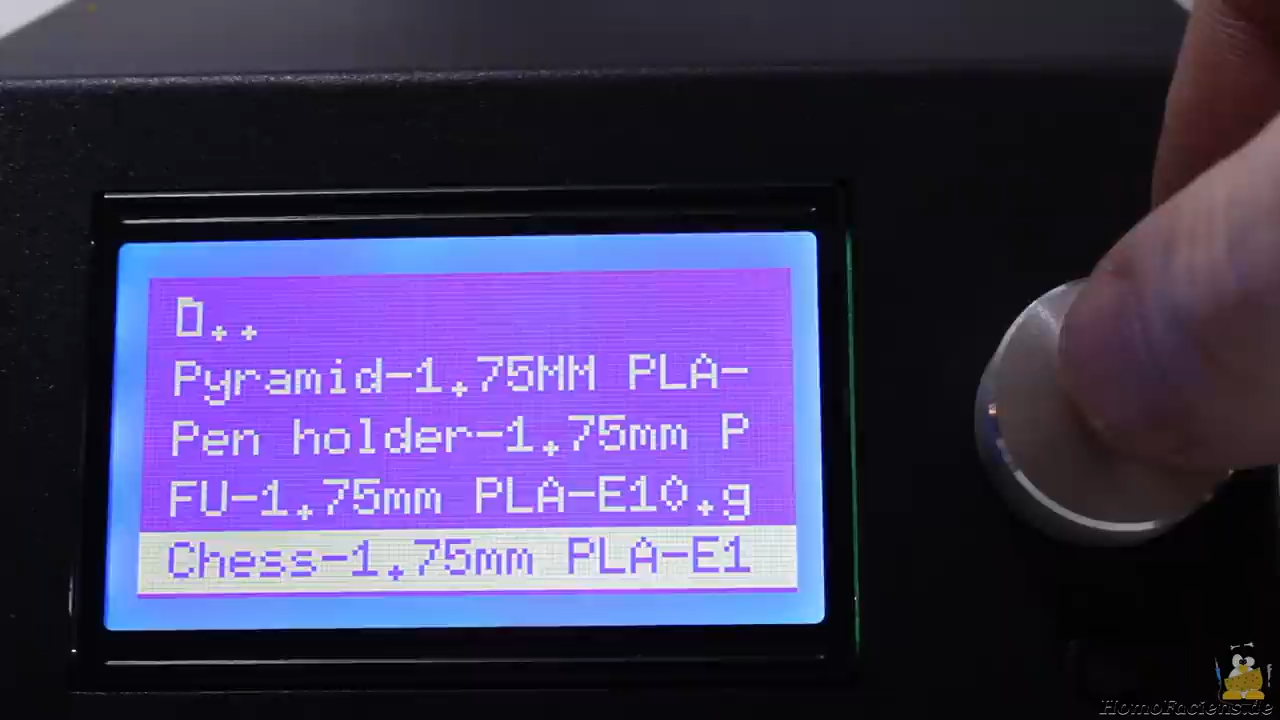 ..
Pyramid-1.75MM PLA-
Pen holder-1.75mm P
FU-1.75mm PLA-E10.g
Chess-1.75mm PLA-E1
HomoFaciens.de